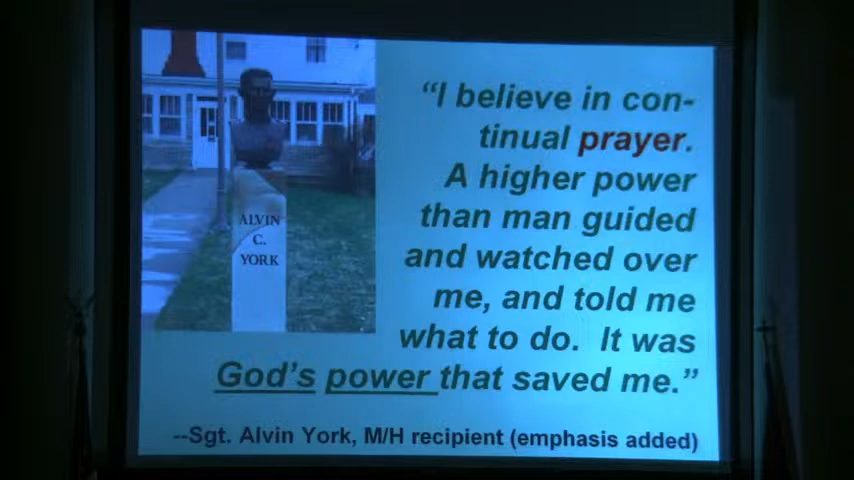 ALVIN
C.
YORK
“I believe in con-
tinual prayer.
A higher power
than man guided
and watched over
me, and told me
what to do. It was
God’s power that saved me.”
--Sgt. Alvin York, M/H recipient (emphasis added)